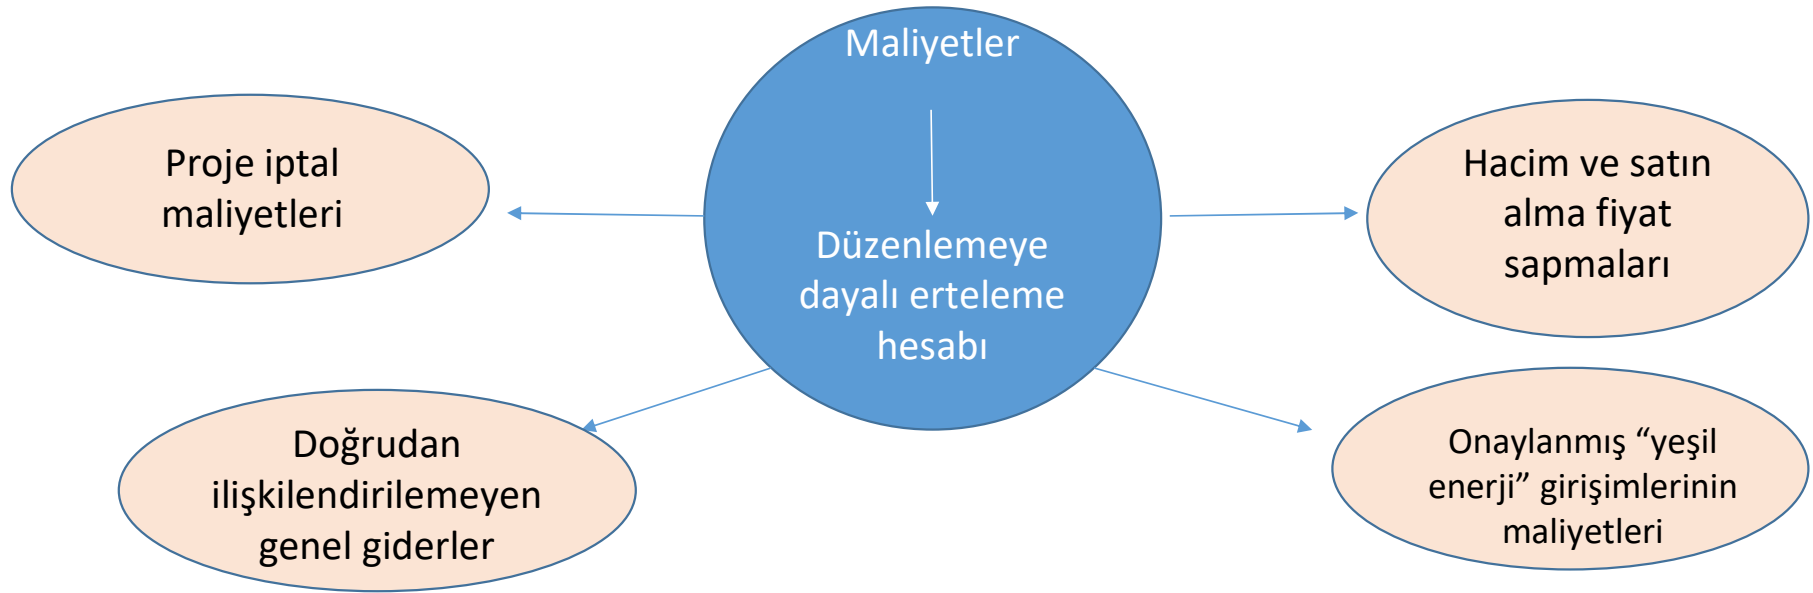 Maliyetler
Düzenlemeye
dayalı erteleme
hesabı
Proje iptal
maliyetleri
Hacim ve satın
alma fiyat
sapmaları
Doğrudan
ilişkilendirilemeyen
genel giderler
Onaylanmış “yeşil
enerji” girişimlerinin
maliyetleri